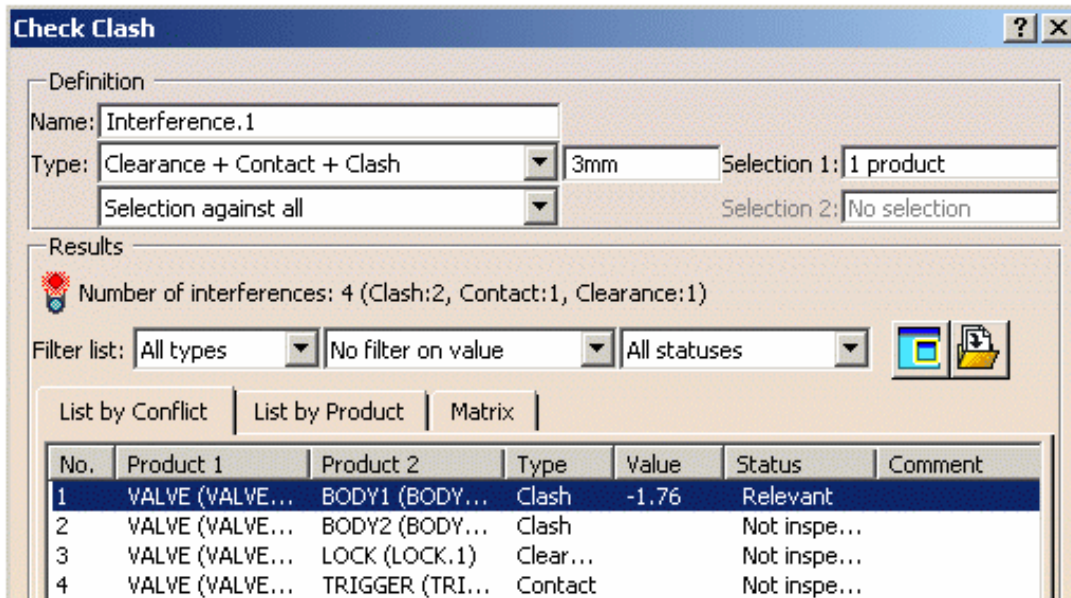 Check Clash
Definition
Name: Interference.1
Type: Clearance + Contact + Clash 3mm Selection 1: 1 product
Selection against all Selection 2: No selection
Results
Number of interferences: 4 (Clash:2, Contact:1, Clearance:1)
Filter list: All types No filter on value All statuses
List by Conflict List by Product Matrix
No. Product 1 Product 2 Type Value Status Comment
1 VALVE (VALVE... BODY1 (BODY... Clash -1.76 Relevant
2 VALVE (VALVE... BODY2 (BODY... Clash Not inspe...
3 VALVE (VALVE... LOCK (LOCK.1) Clear... Not inspe...
4 VALVE (VALVE... TRIGGER (TRI... Contact Not inspe...